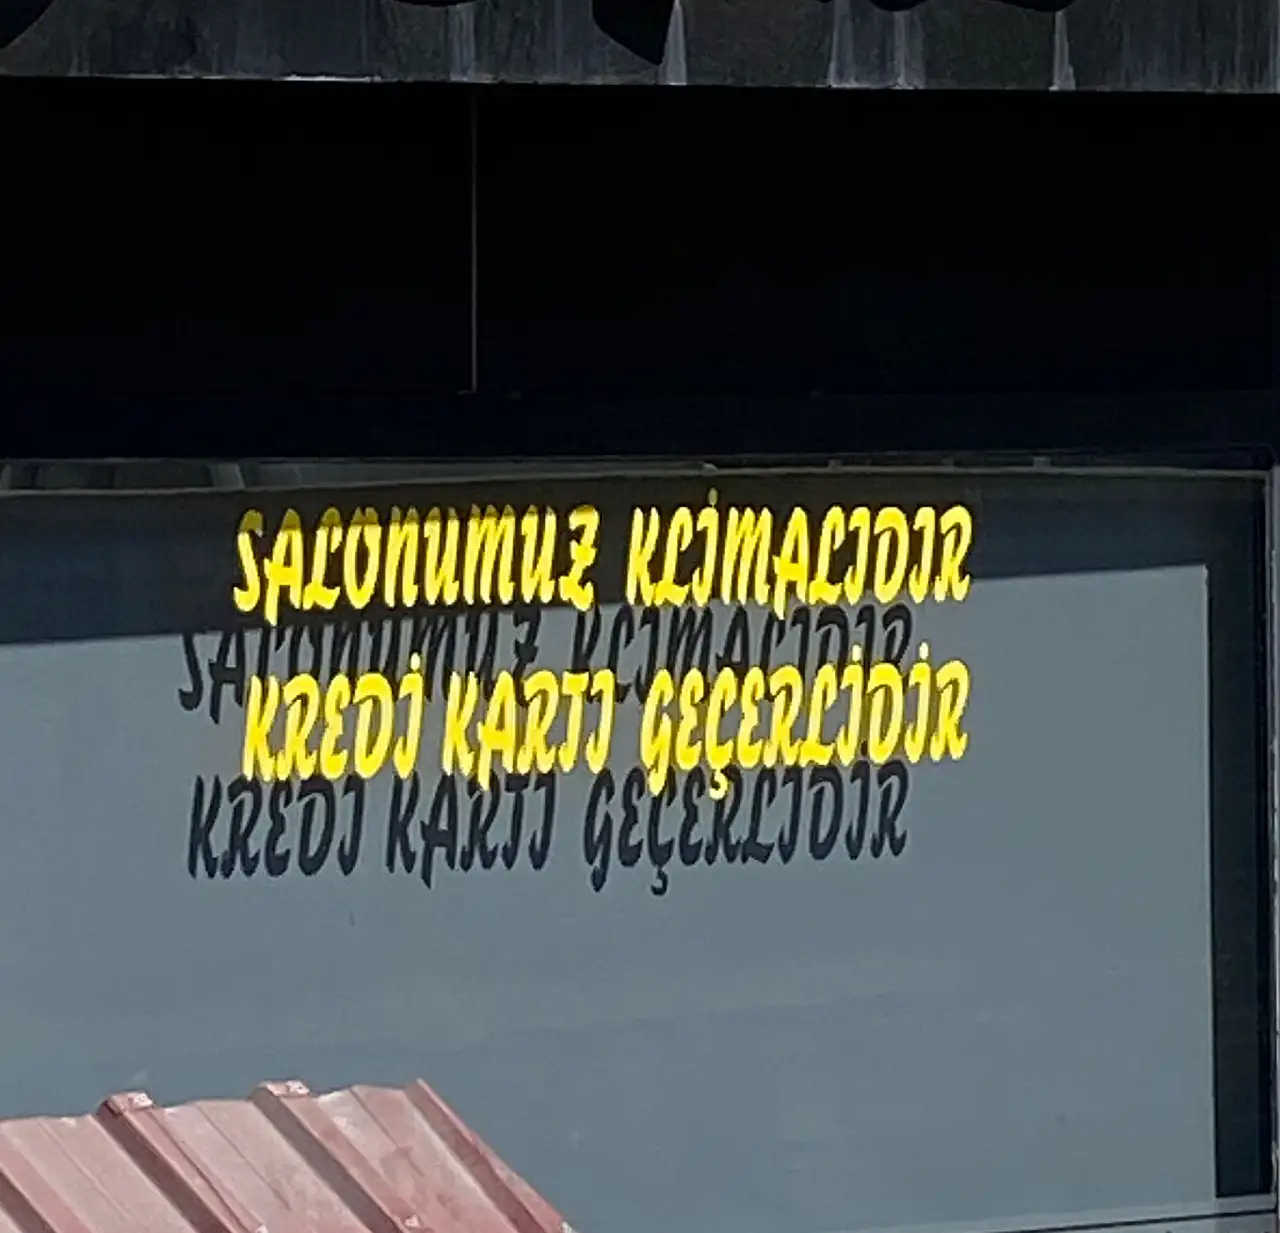 SALONUMUZ KLİMALIDIR
KREDİ KARTI GEÇERLİDİR